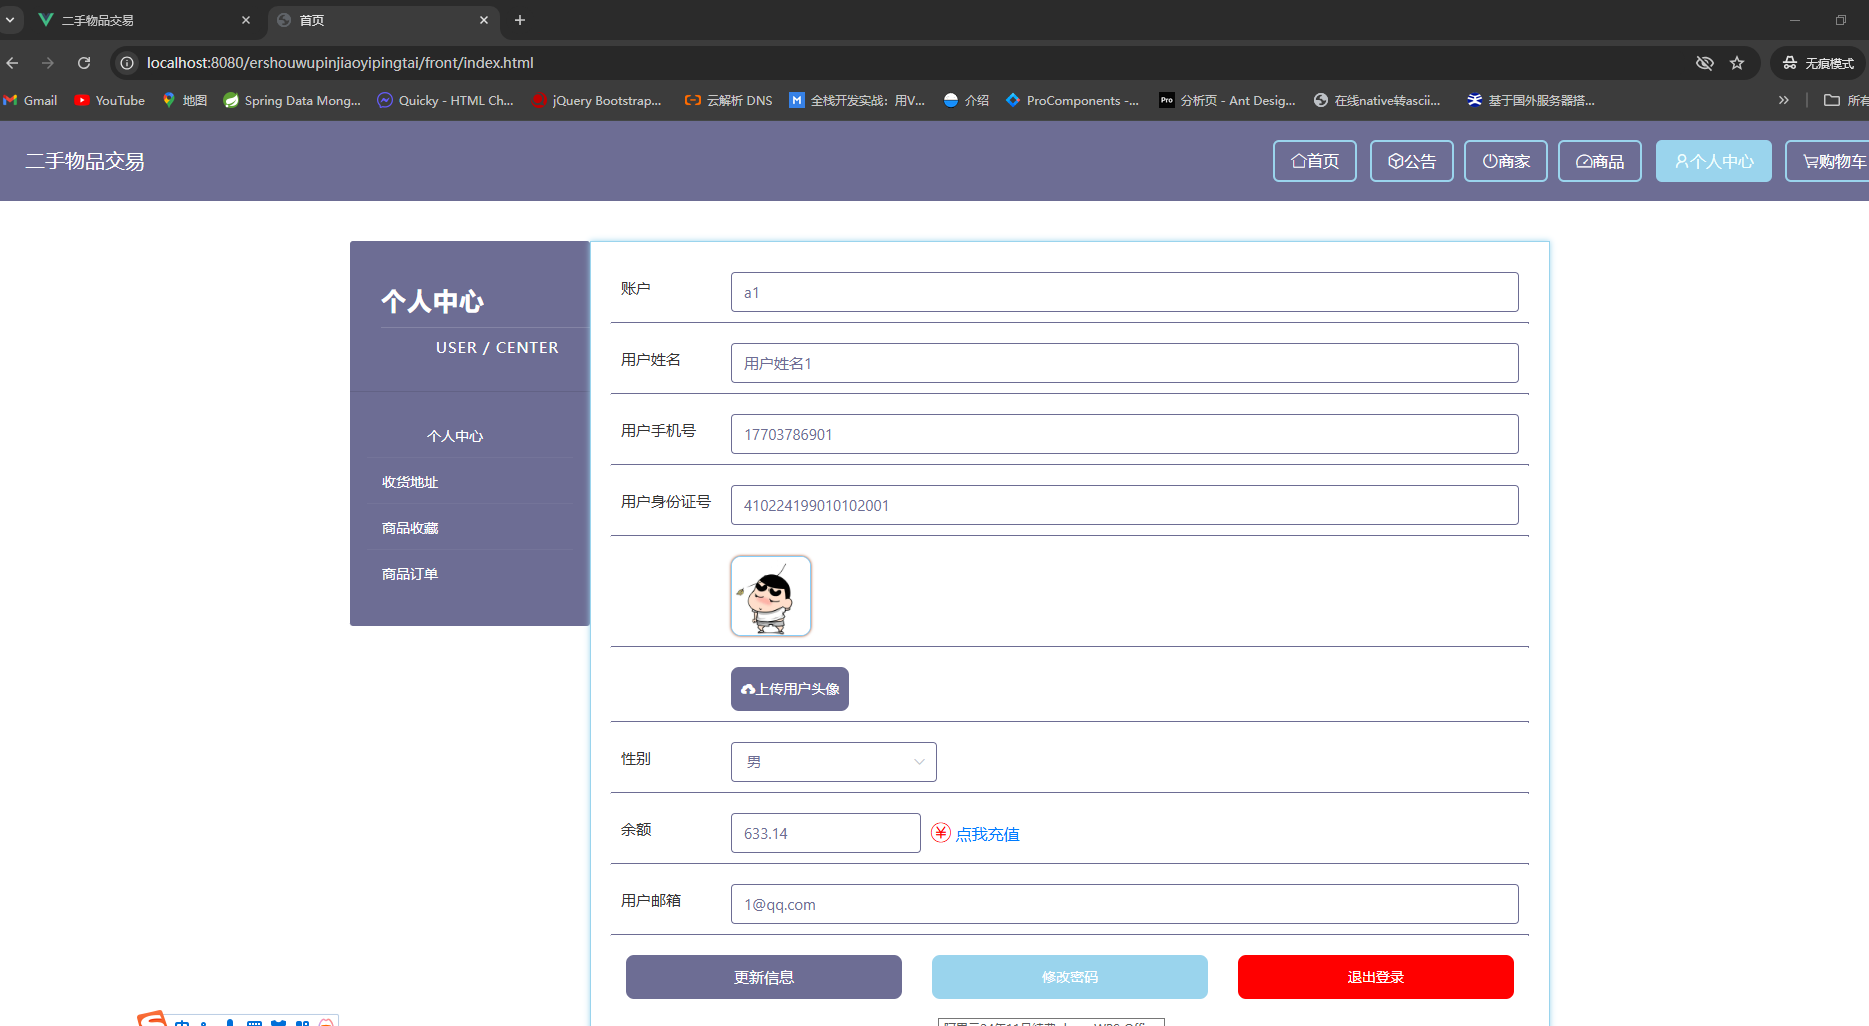 二手物品交易
首页
localhost:8080/ershouwupinjiaoyipingtai/front/index.html
无痕模式
Gmail
YouTube
地图
Spring Data Mong...
Quicky - HTML Ch...
jQuery Bootstrap...
云解析 DNS
全栈开发实战：用V...
介绍
ProComponents -...
Pro
分析页 - Ant Desig...
在线native转ascii...
基于国外服务器搭...
»
所有
二手物品交易
首页
公告
商家
商品
个人中心
购物车
个人中心
USER / CENTER
个人中心
收货地址
商品收藏
商品订单
账户
a1
用户姓名
用户姓名1
用户手机号
17703786901
用户身份证号
410224199010102001
上传用户头像
性别
男
余额
633.14
点我充值
用户邮箱
1@qq.com
更新信息
修改密码
退出登录